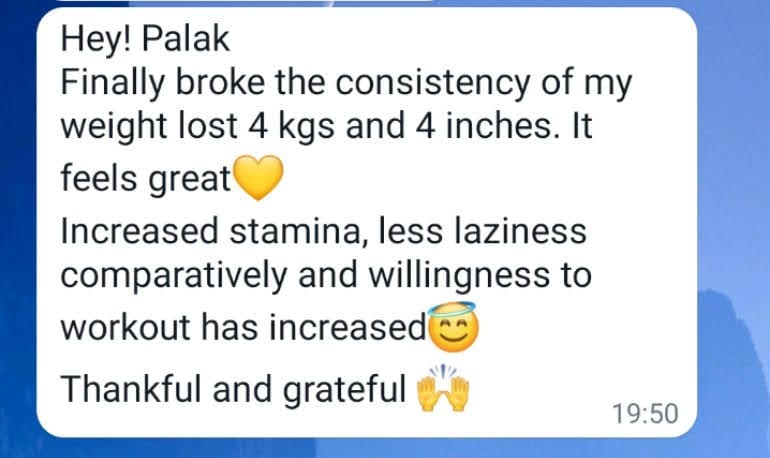 Hey! Palak
Finally broke the consistency of my
weight lost 4 kgs and 4 inches. It
feels great💛
Increased stamina, less laziness
comparatively and willingness to
workout has increased😇
Thankful and grateful 🙌
19:50